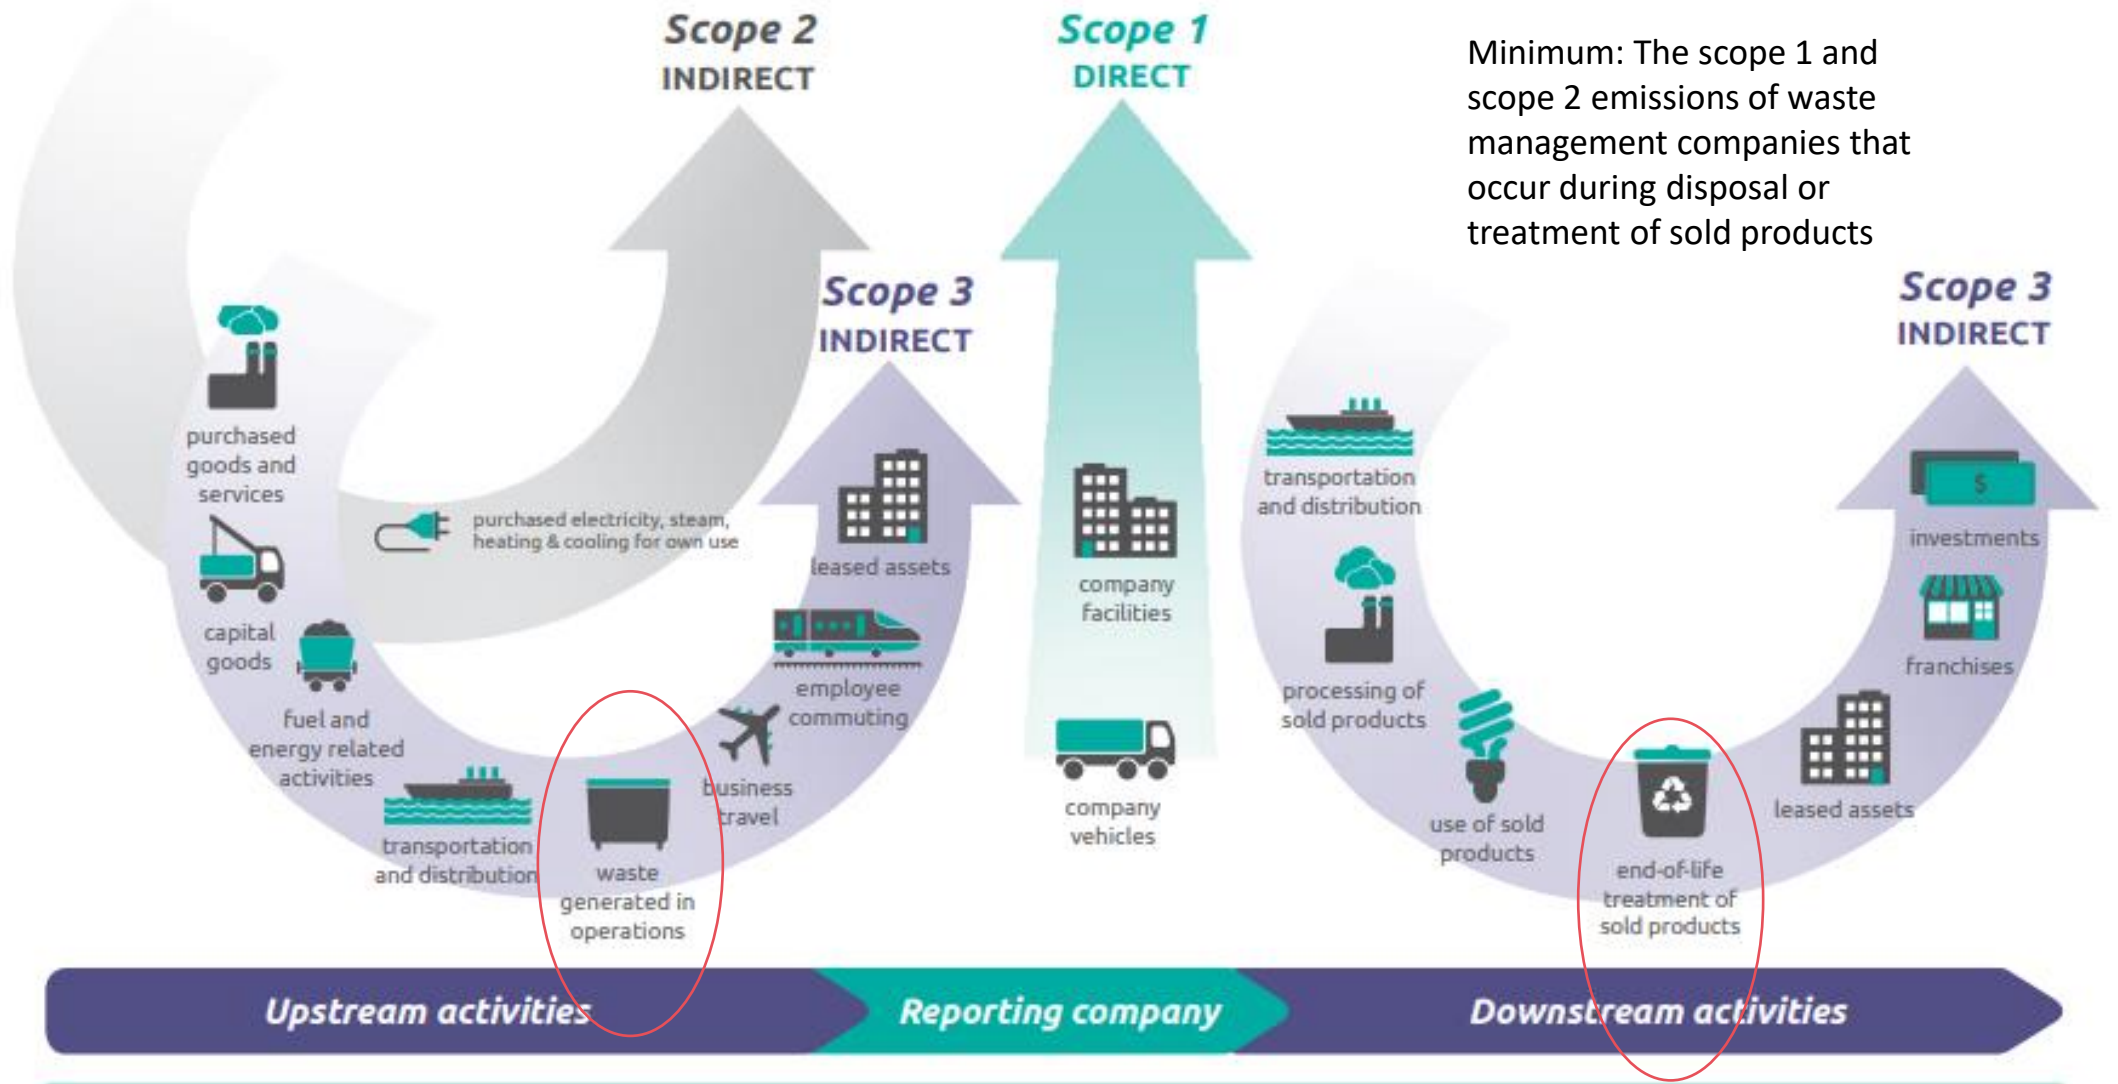 Scope 2
INDIRECT
Scope 1
DIRECT
Minimum: The scope 1 and
scope 2 emissions of waste
management companies that
occur during disposal or
treatment of sold products
Scope 3
INDIRECT
Scope 3
INDIRECT
purchased
goods and
services
purchased electricity, steam,
heating & cooling for own use
capital
goods
fuel and
energy related
activities
transportation
and distribution
waste
generated in
operations
business
travel
employee
commuting
leased assets
company
facilities
company
vehicles
transportation
and distribution
processing of
sold products
use of sold
products
end-of-life
treatment of
sold products
leased assets
franchises
$
investments
Upstream activities
Reporting company
Downstream activities